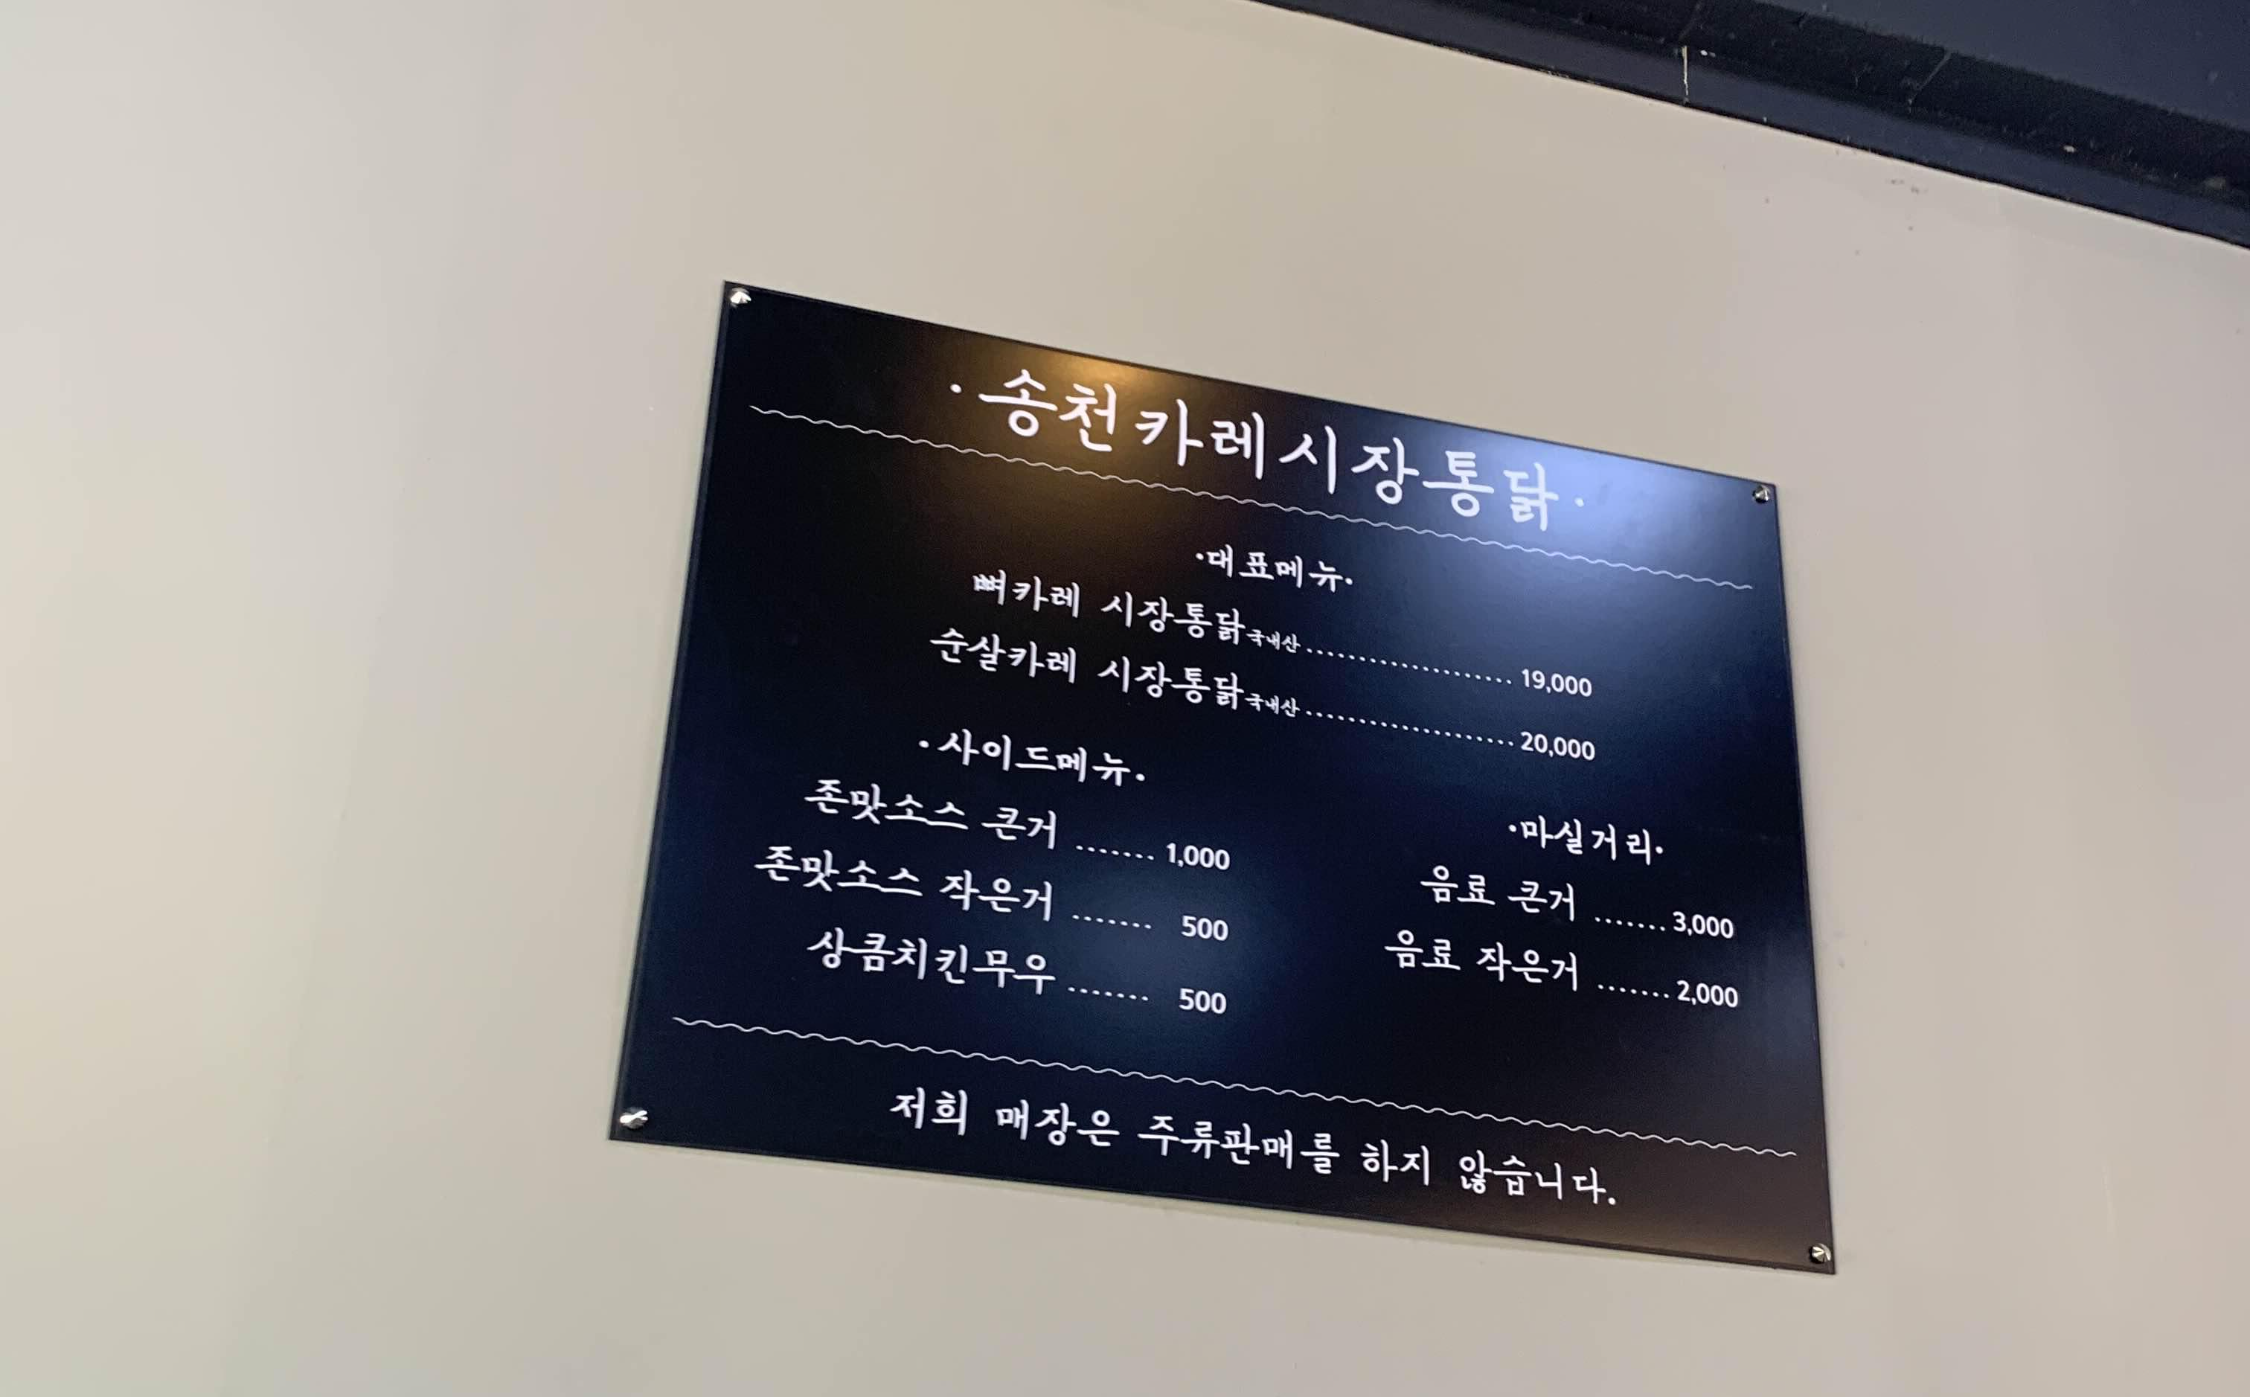 ·송천카레시장통닭·
·대표메뉴·
뼈카레 시장통닭국내산........................19,000
순살카레 시장통닭국내산........................20,000
·사이드메뉴·
존맛소스 큰거 ........1,000
존맛소스 작은거 ........ 500
상큼치킨무우 ........ 500
·마실거리·
음료 큰거 .......3,000
음료 작은거 .......2,000
저희 매장은 주류판매를 하지 않습니다.